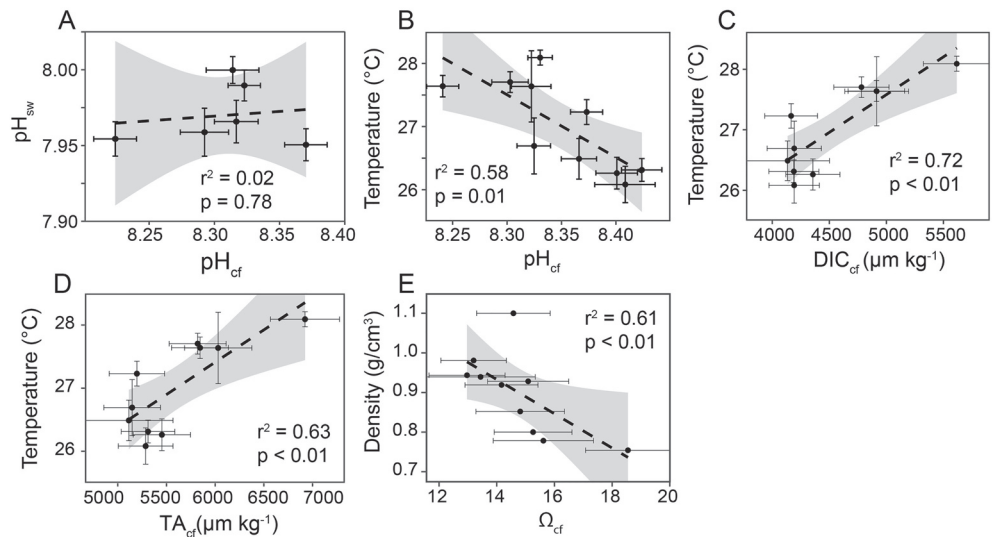 A
pHsw
8.00
7.95
7.90
r² = 0.02
p = 0.78
8.25
8.30
8.35
8.40
pHcf
B
Temperature (°C)
28
27
26
r² = 0.58
p = 0.01
8.25
8.30
8.35
8.40
pHcf
C
Temperature (°C)
28
27
26
r² = 0.72
p < 0.01
4000
4500
5000
5500
DICcf (µm kg⁻¹)
D
Temperature (°C)
28
27
26
r² = 0.63
p < 0.01
5000
5500
6000
6500
7000
TAcf(µm kg⁻¹)
E
Density (g/cm³)
1.1
1.0
0.9
0.8
0.7
r² = 0.61
p < 0.01
12
14
16
18
20
Ωcf